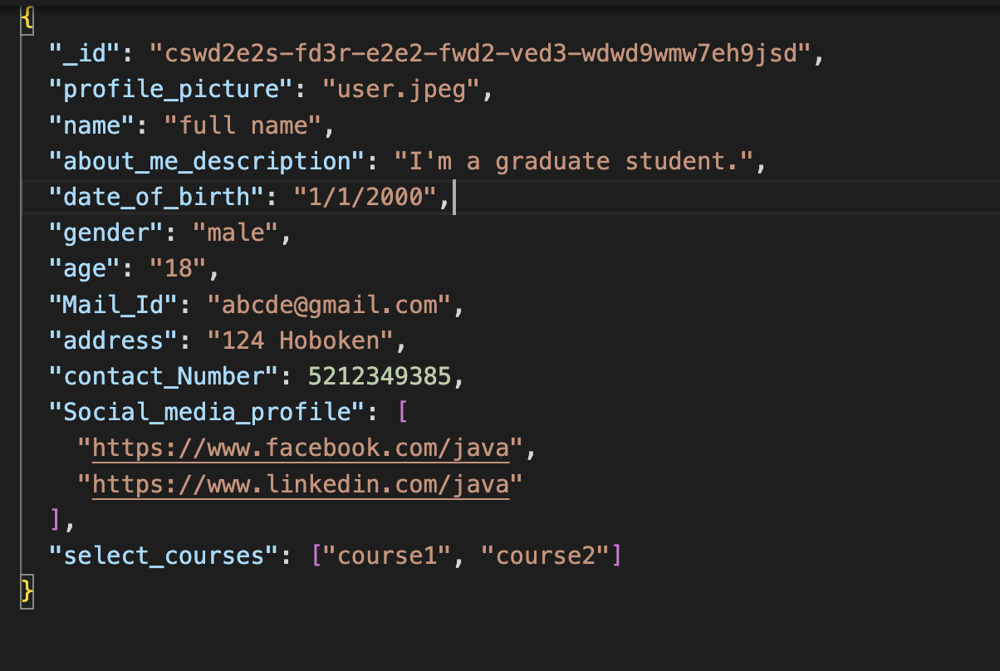 {
"_id": "cswd2e2s-fd3r-e2e2-fwd2-ved3-wdwd9wmw7eh9jsd",
"profile_picture": "user.jpeg",
"name": "full name",
"about_me_description": "I'm a graduate student.",
"date_of_birth": "1/1/2000",
"gender": "male",
"age": "18",
"Mail_Id": "abcde@gmail.com",
"address": "124 Hoboken",
"contact_Number": 5212349385,
"Social_media_profile": [
"https://www.facebook.com/java",
"https://www.linkedin.com/java"
],
"select_courses": ["course1", "course2"]
}